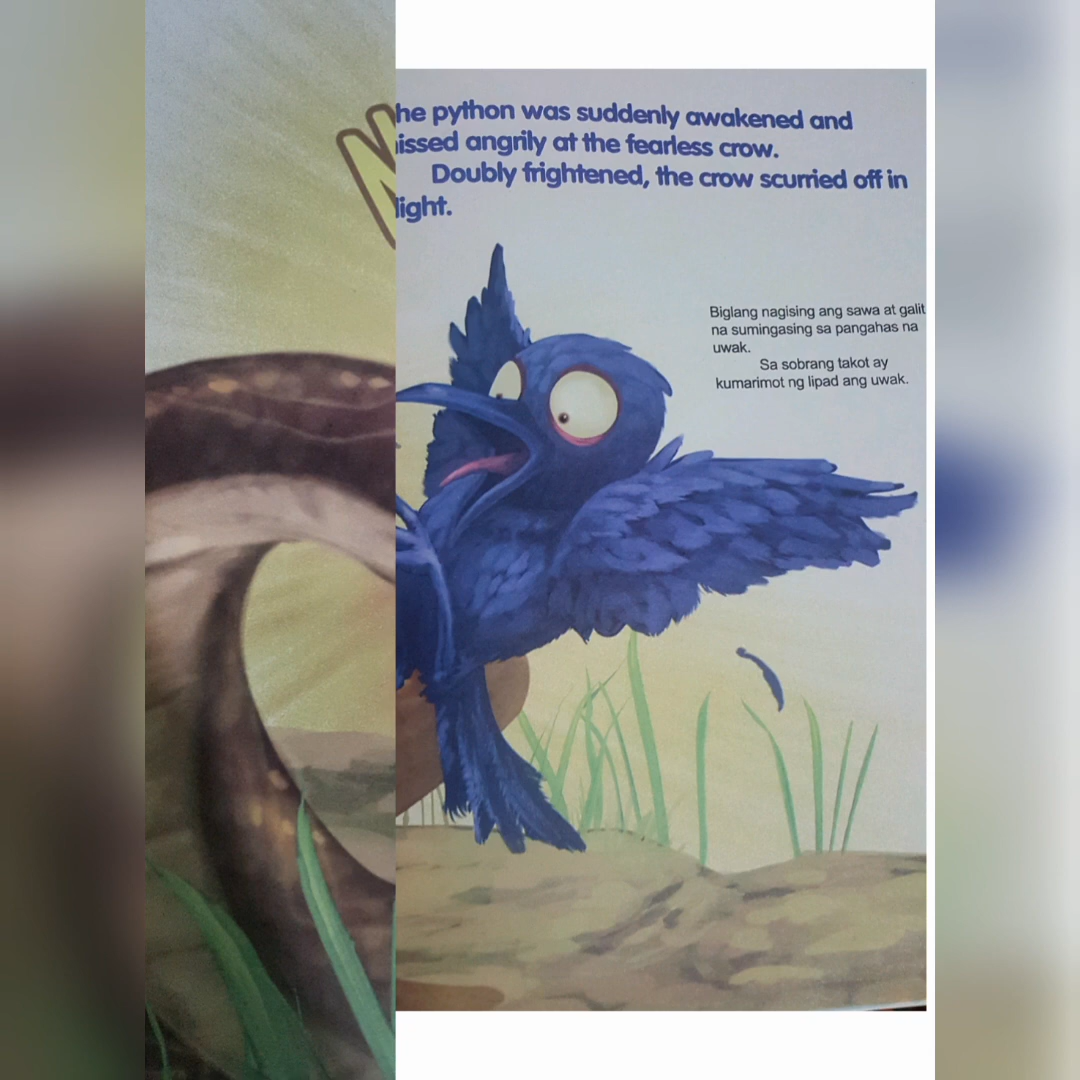 he python was suddenly awakened and
issed angrily at the fearless crow.
Doubly frightened, the crow scurried off in
light.
Biglang nagising ang sawa at galit
na sumingasing sa pangahas na
uwak.
Sa sobrang takot ay
kumarimot ng lipad ang uwak.